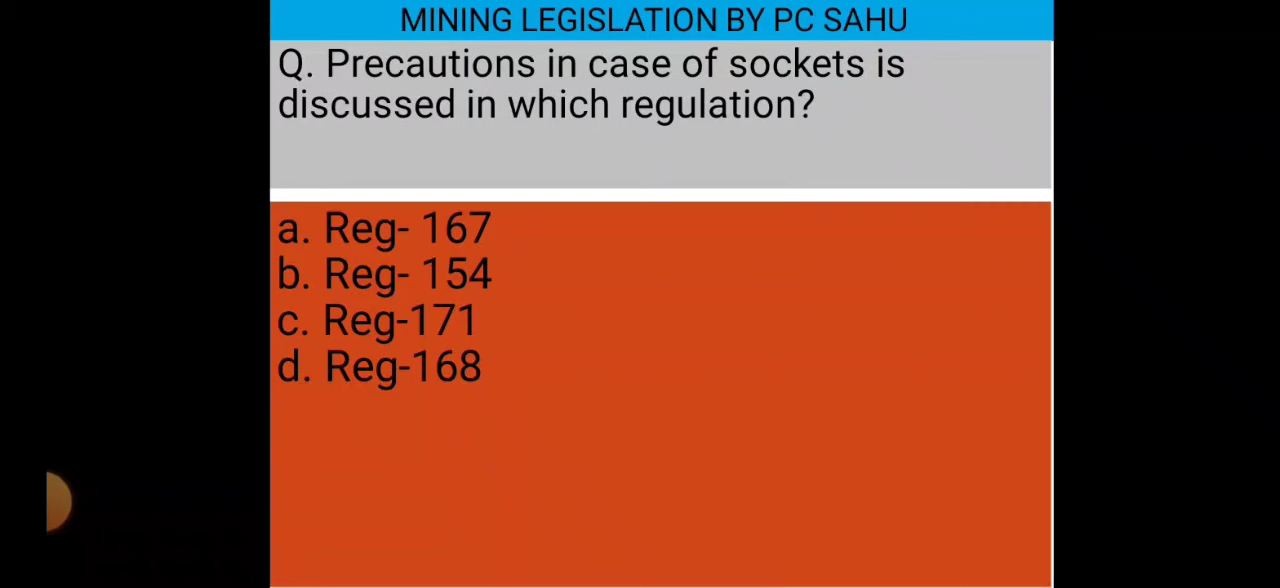 MINING LEGISLATION BY PC SAHU
Q. Precautions in case of sockets is
discussed in which regulation?
a. Reg- 167
b. Reg- 154
c. Reg-171
d. Reg-168